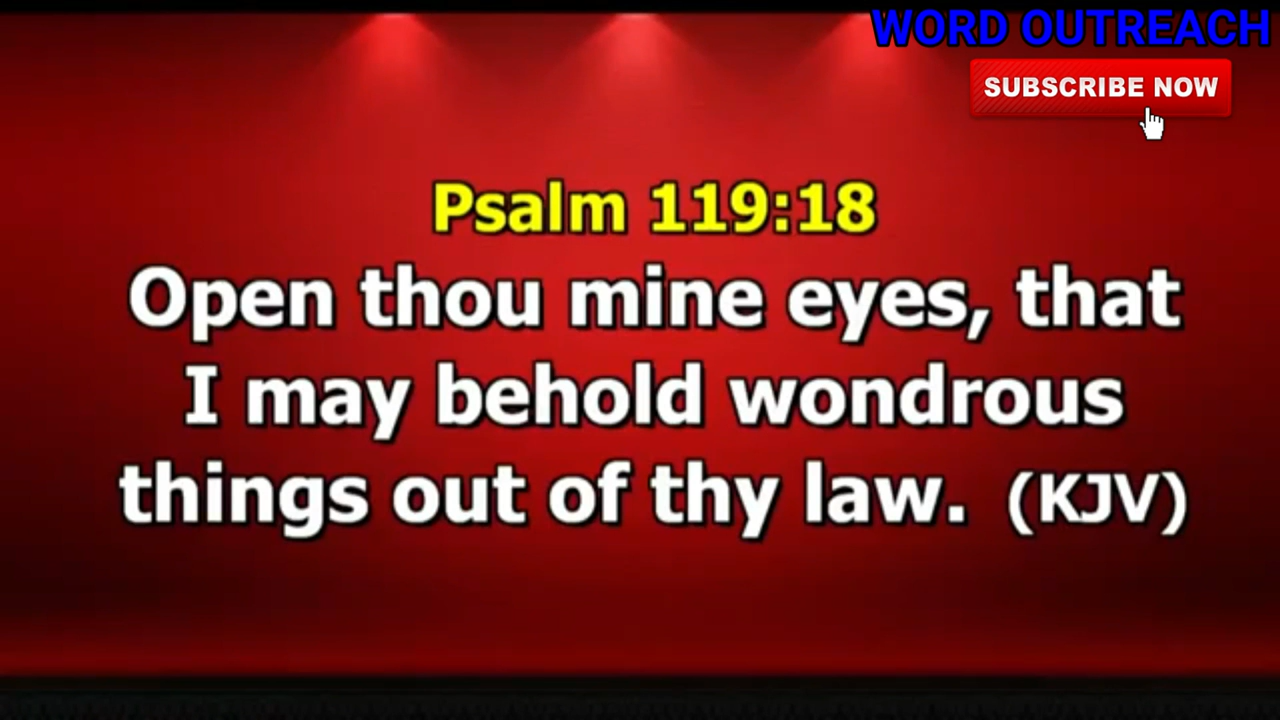 WORD OUTREACH
SUBSCRIBE NOW
Psalm 119:18
Open thou mine eyes, that
I may behold wondrous
things out of thy law. (KJV)